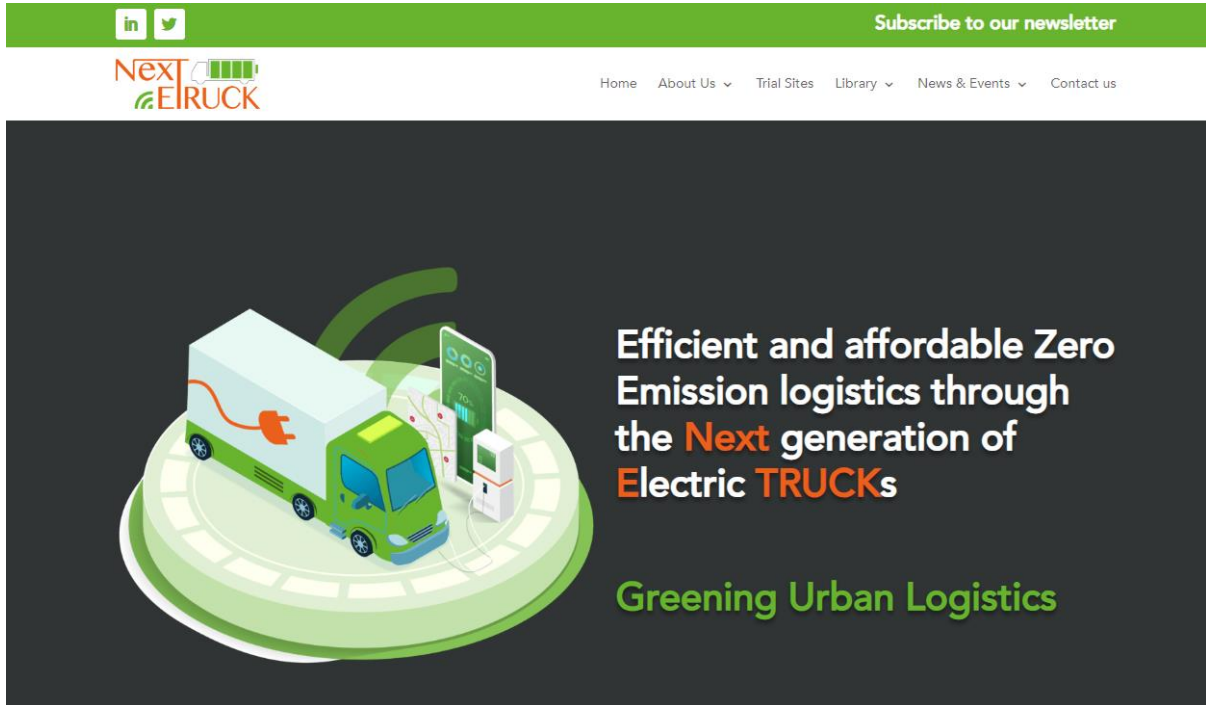 in
Subscribe to our newsletter
NEXT
ETRUCK
Home About Us Trial Sites Library News & Events Contact us
70%
Efficient and affordable Zero
Emission logistics through
the Next generation of
Electric TRUCKs
Greening Urban Logistics